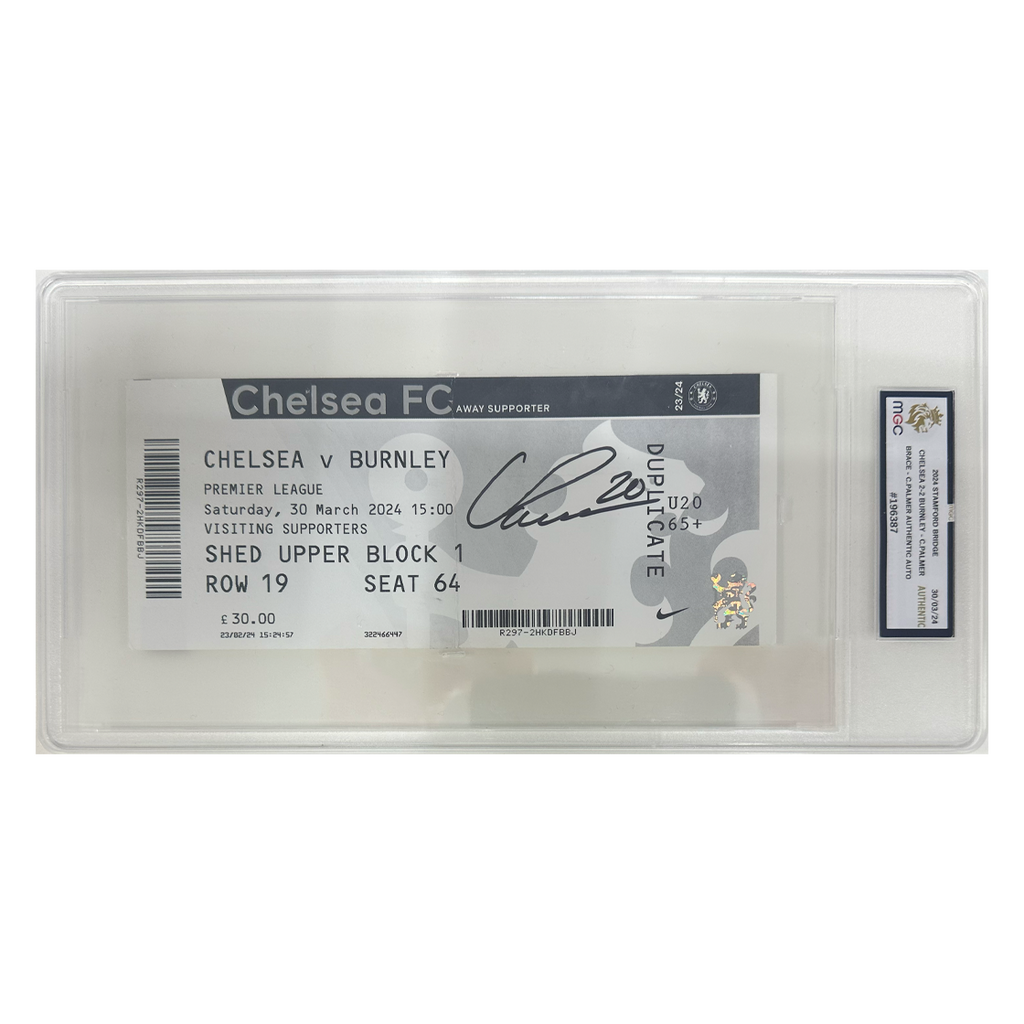 Chelsea FC AWAY SUPPORTER
23/24
CHELSEA
CHELSEA v BURNLEY
PREMIER LEAGUE
Saturday, 30 March 2024 15:00
VISITING SUPPORTERS
SHED UPPER BLOCK 1
ROW 19 SEAT 64
£30.00
23/02/24 15:24:57
322466447
R297-2HKDFBBJ
R297-2HKDFBBJ
20
DUPLICATE
U20
65+
MGC
2024 STAMFORD BRIDGE 30/03/24
CHELSEA 2-2 BURNLEY - C.PALMER AUTHENTIC
BRACE - C.PALMER AUTHENTIC AUTO
#196387